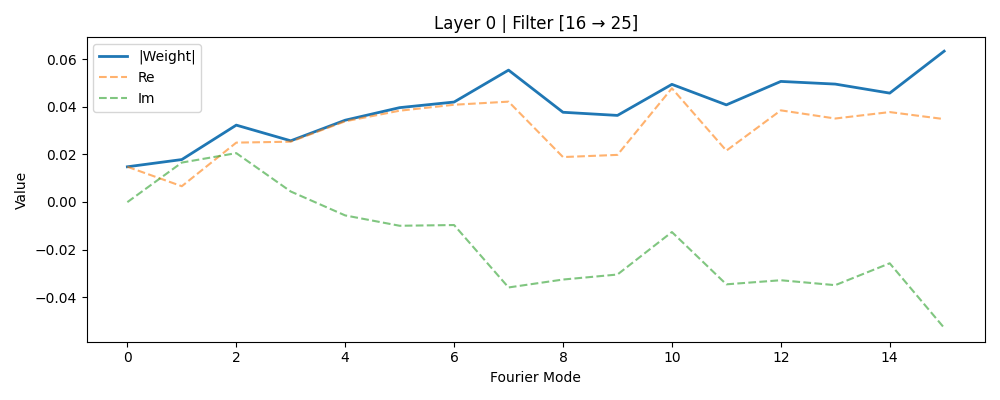 Layer 0 | Filter [16 → 25]
|Weight|
Re
Im
Value
0.06
0.04
0.02
0.00
−0.02
−0.04
0 2 4 6 8 10 12 14
Fourier Mode